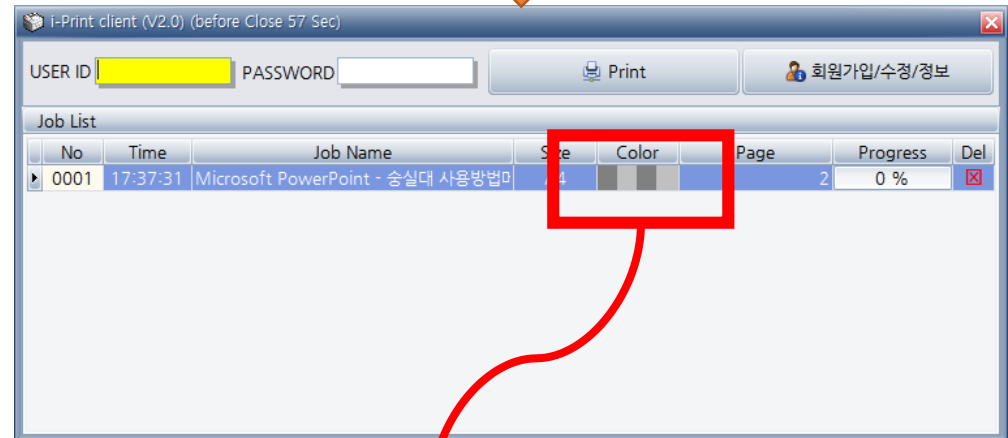 i-Print client (V2.0) (before Close 57 Sec)
USER ID PASSWORD Print 회원가입/수정/정보
Job List
No Time Job Name Color Page Progress Del
0001 17:37:31 Microsoft PowerPoint - 숭실대 사용방법 2 0 %